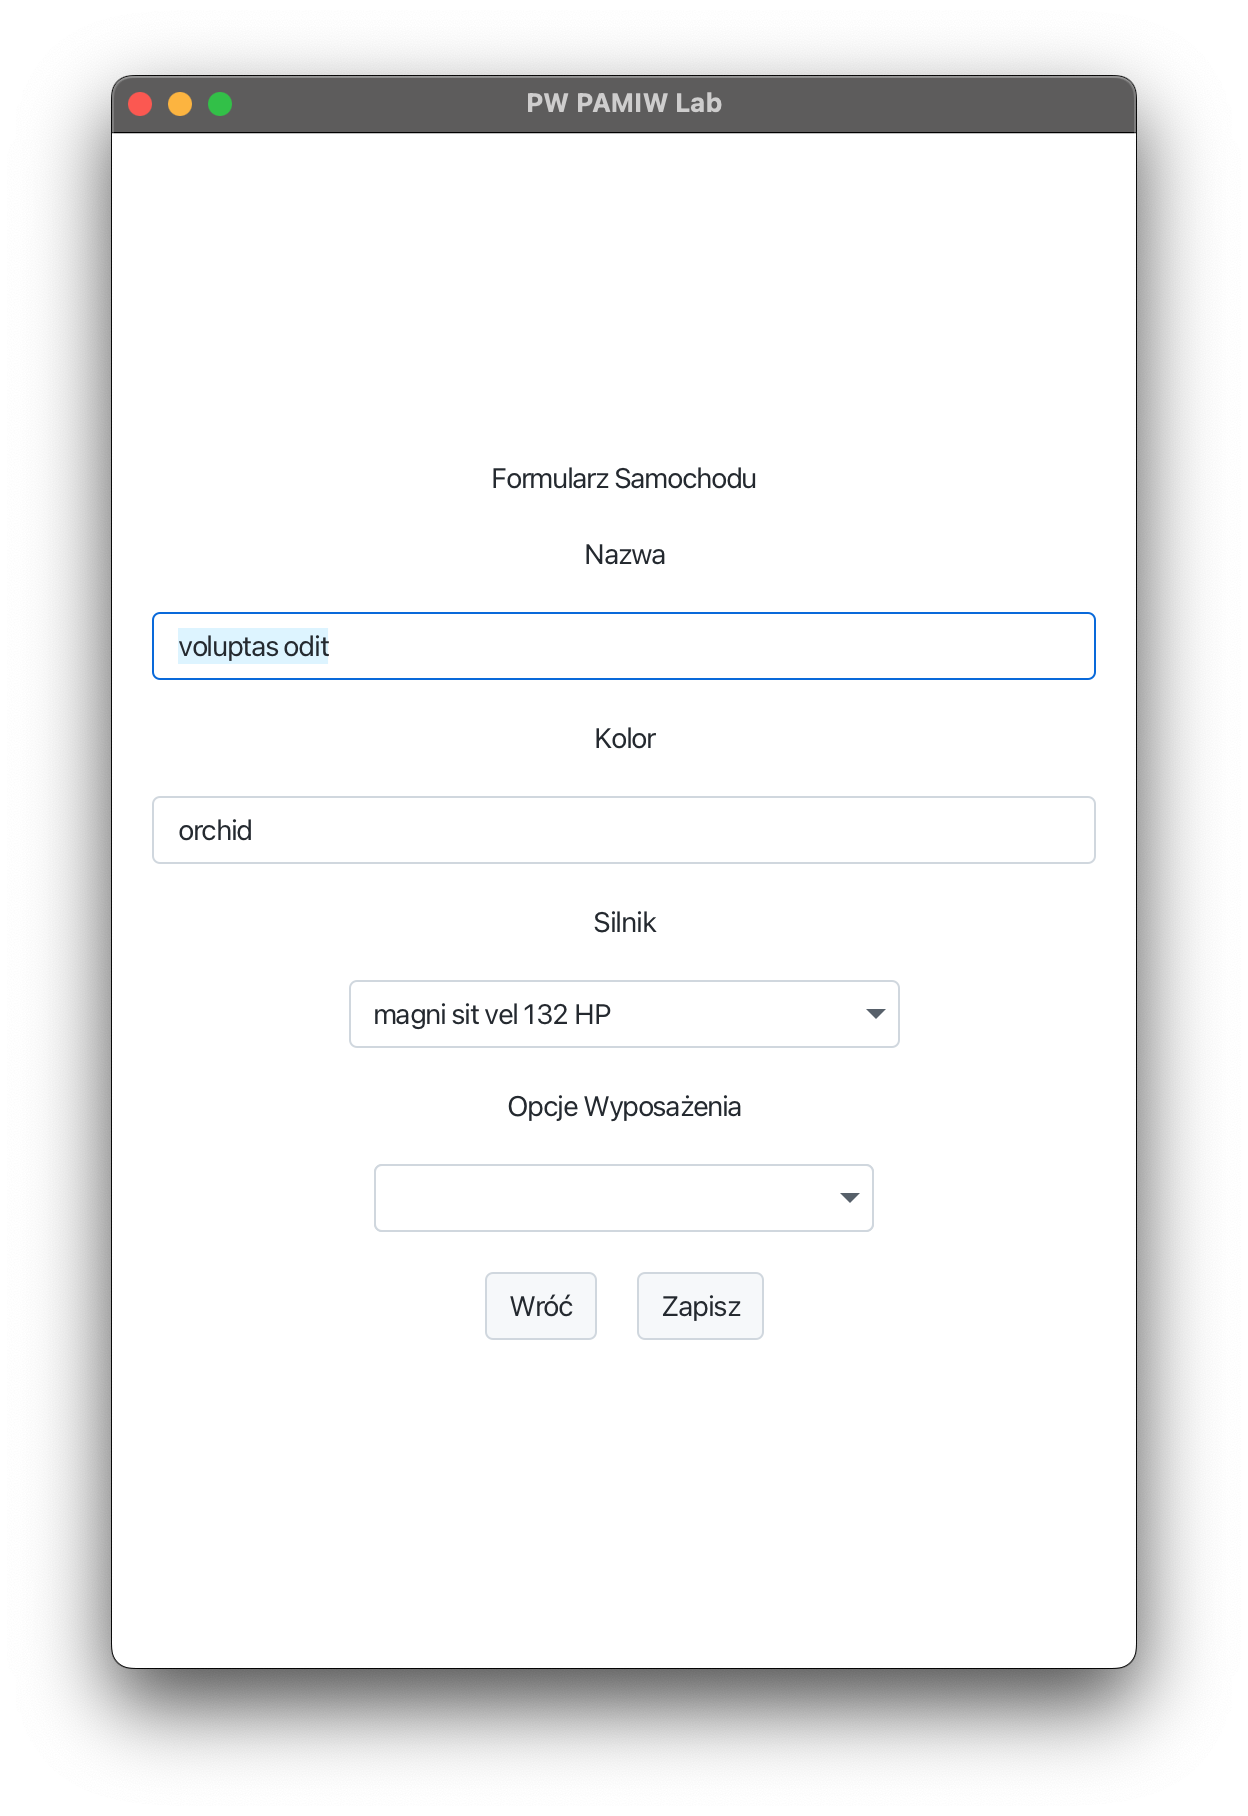 PW PAMIW Lab
Formularz Samochodu
Nazwa
voluptas odit
Kolor
orchid
Silnik
magni sit vel 132 HP
Opcje Wyposażenia
Wróć Zapisz